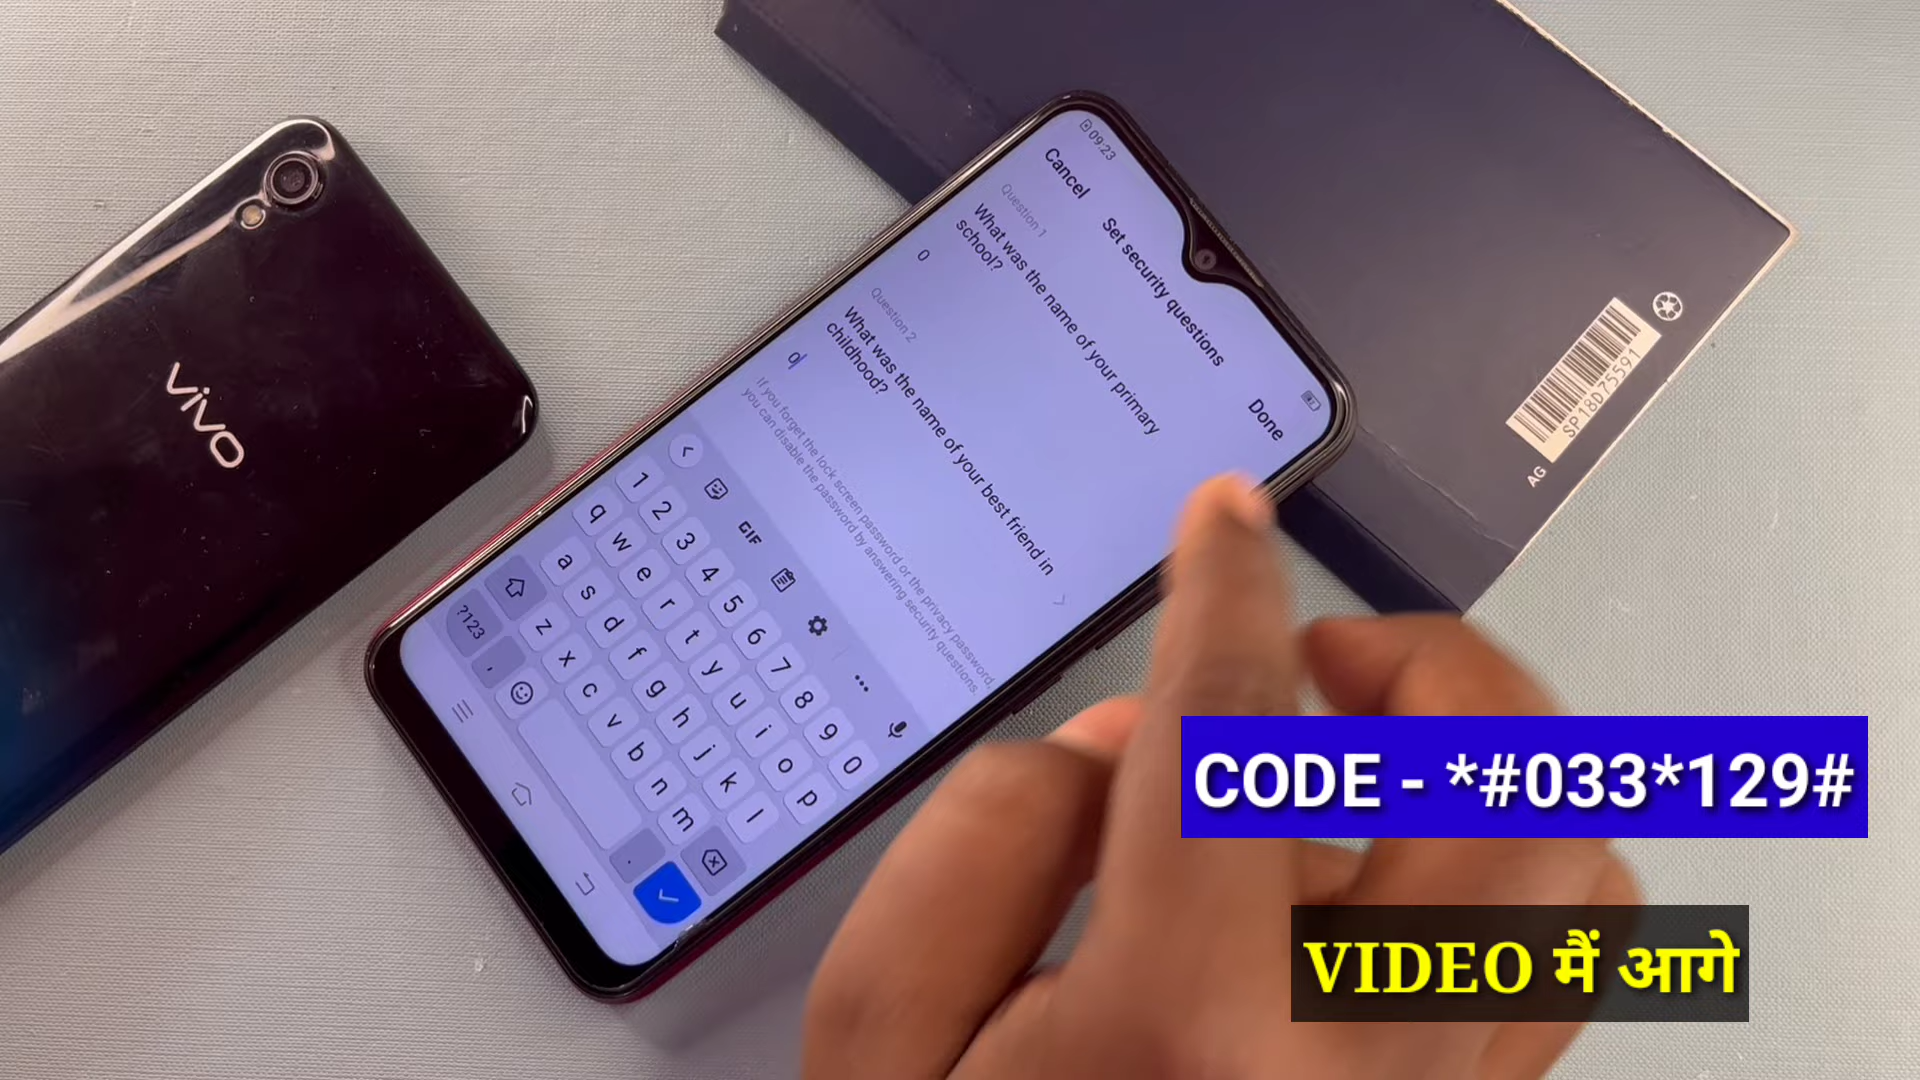 vivo
09:23
Cancel
Set security questions
Done
Question 1
What was the name of your primary
school?
0
Question 2
What was the name of your best friend in
childhood?
If you forget the lock screen password or the privacy password,
you can disable the password by answering security questions.
GIF
1 2 3 4 5 6 7 8 9 0
q w e r t y u i o p
a s d f g h j k l
z x c v b n m
?123 , .
SP18D75591
AG
CODE - *#033*129#
VIDEO मैं आगे